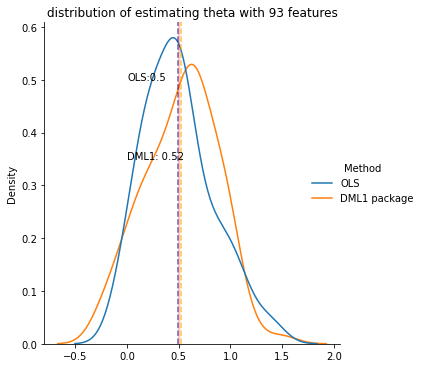 distribution of estimating theta with 93 features
0.6
0.5
0.4
0.3
0.2
0.1
0.0
Density
OLS:0.5
DML1: 0.52
Method
OLS
DML1 package
−0.5
0.0
0.5
1.0
1.5
2.0